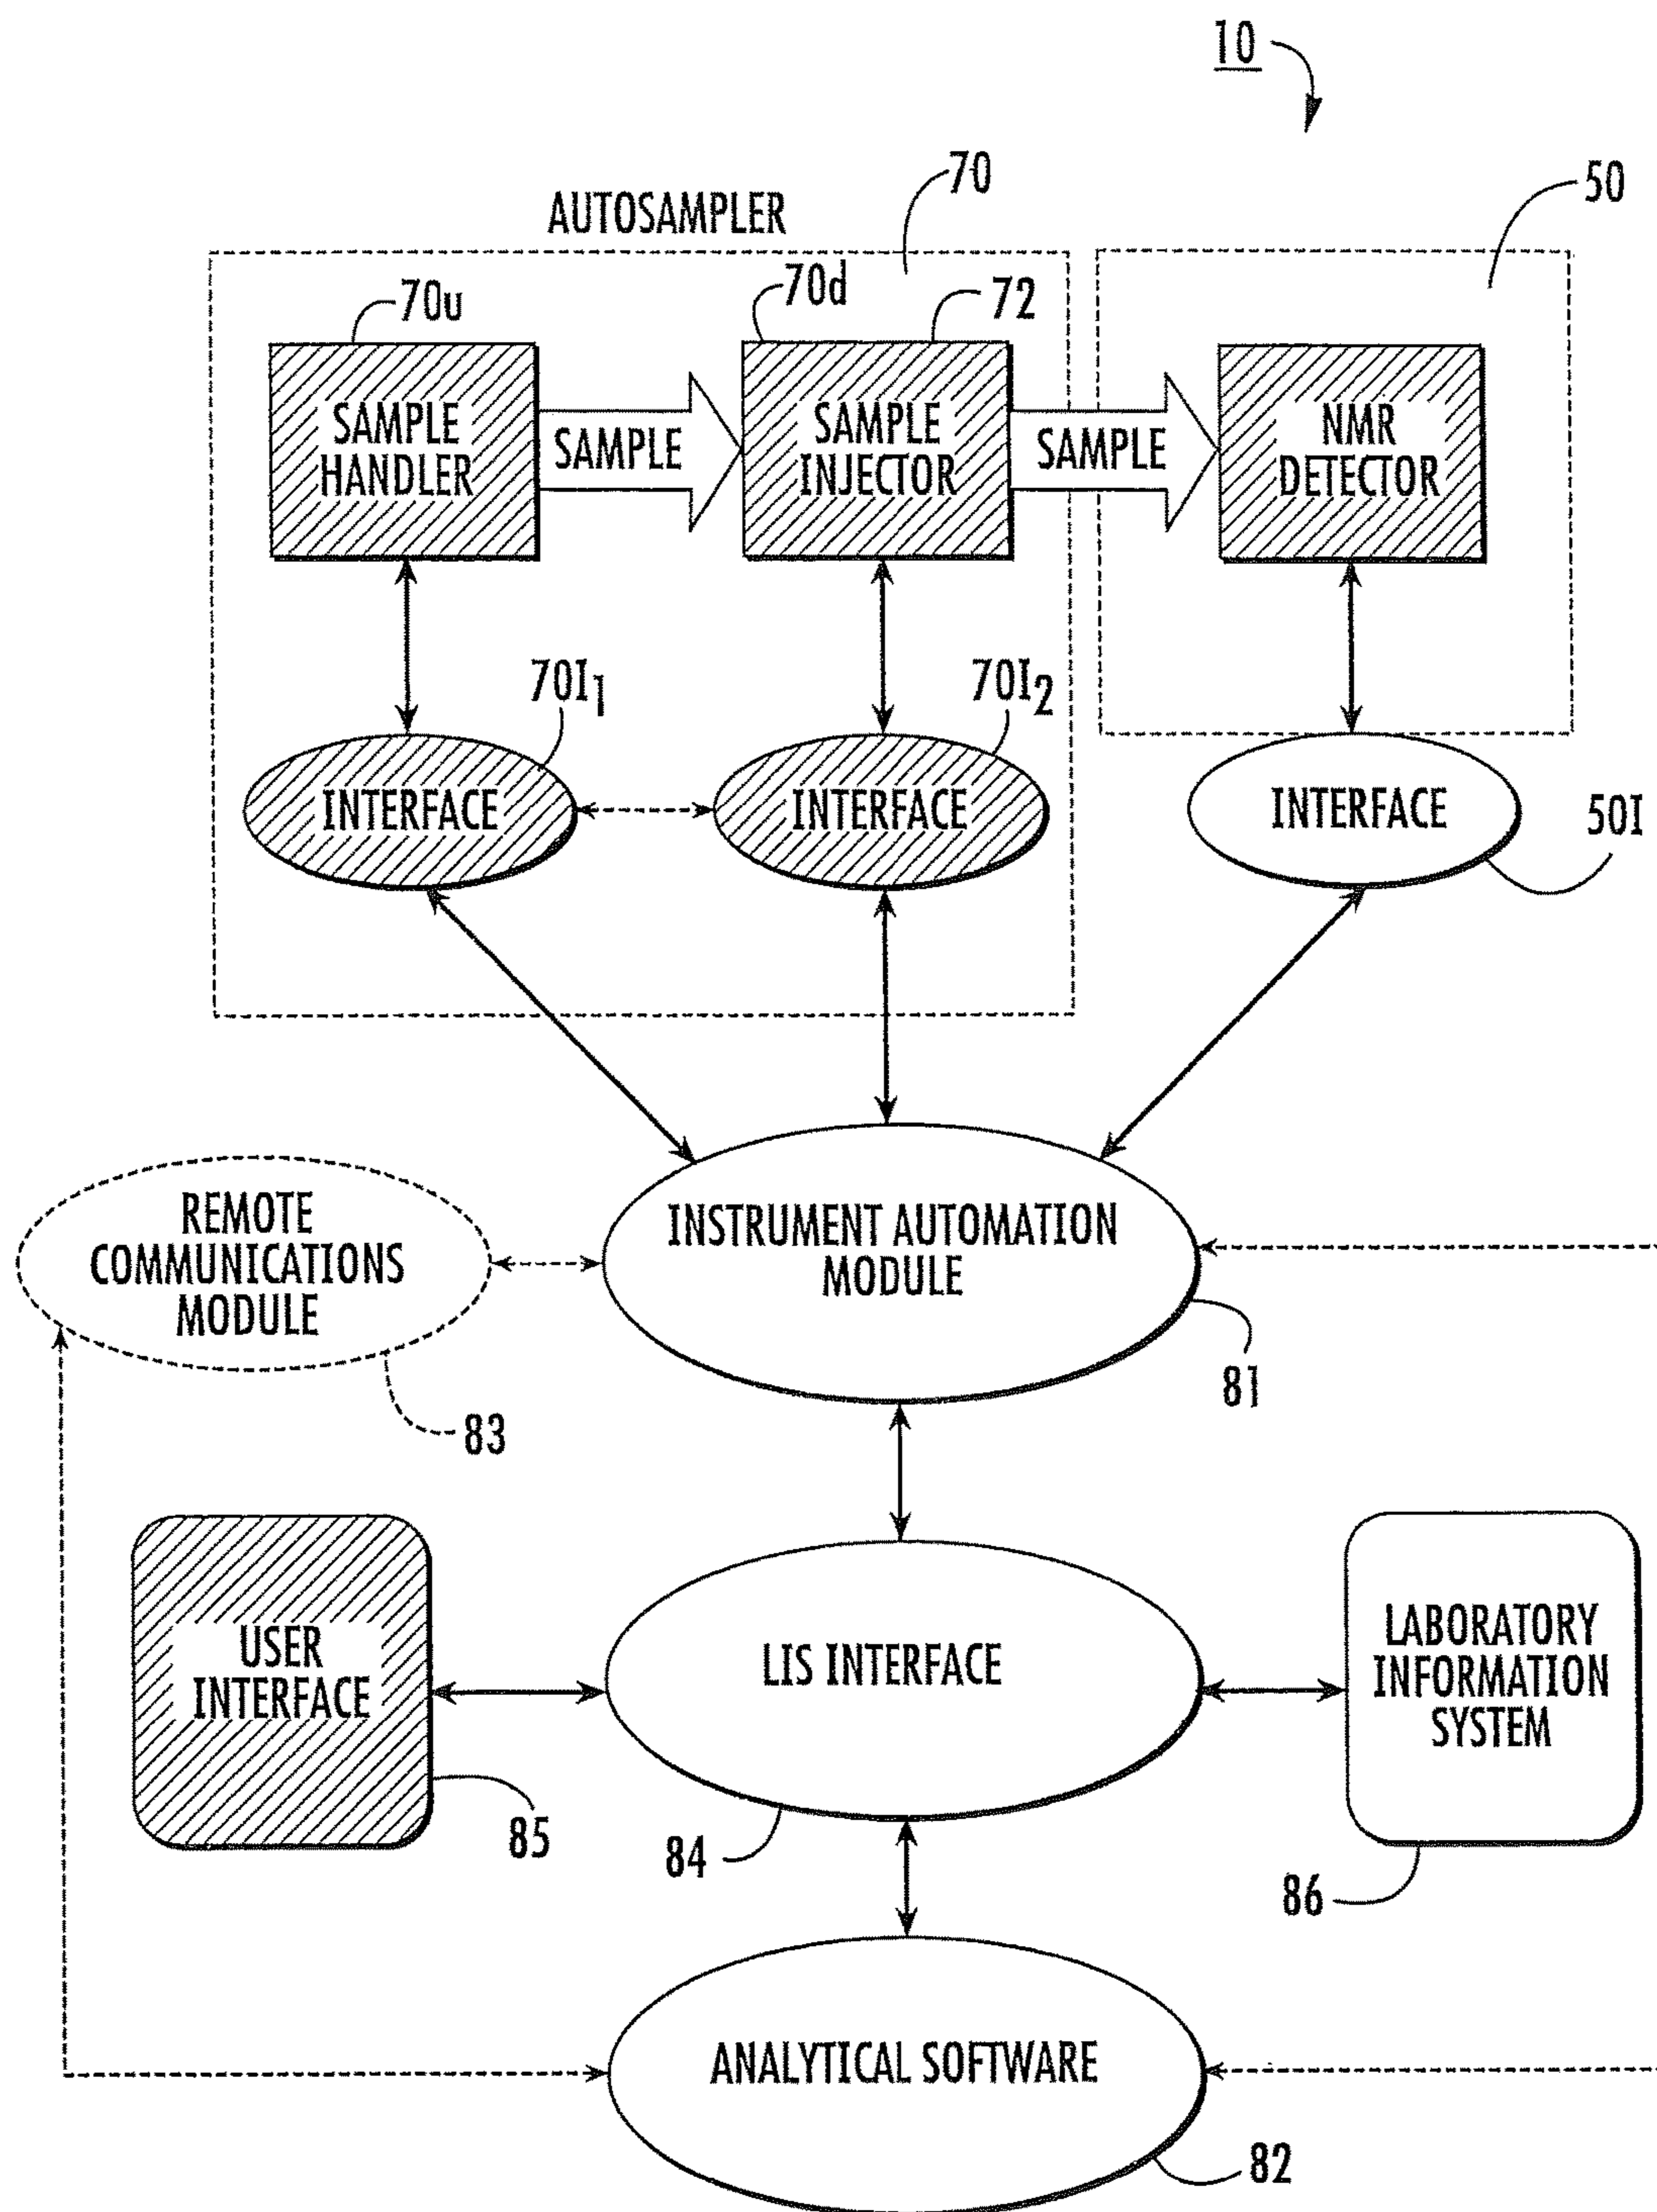 10
70
50
AUTOSAMPLER
70u
70d
72
SAMPLE
HANDLER
SAMPLE
SAMPLE
INJECTOR
SAMPLE
NMR
DETECTOR
70I1
70I2
INTERFACE
INTERFACE
INTERFACE
50I
REMOTE
COMMUNICATIONS
MODULE
INSTRUMENT AUTOMATION
MODULE
81
83
USER
INTERFACE
LIS INTERFACE
LABORATORY
INFORMATION
SYSTEM
85
84
86
ANALYTICAL SOFTWARE
82